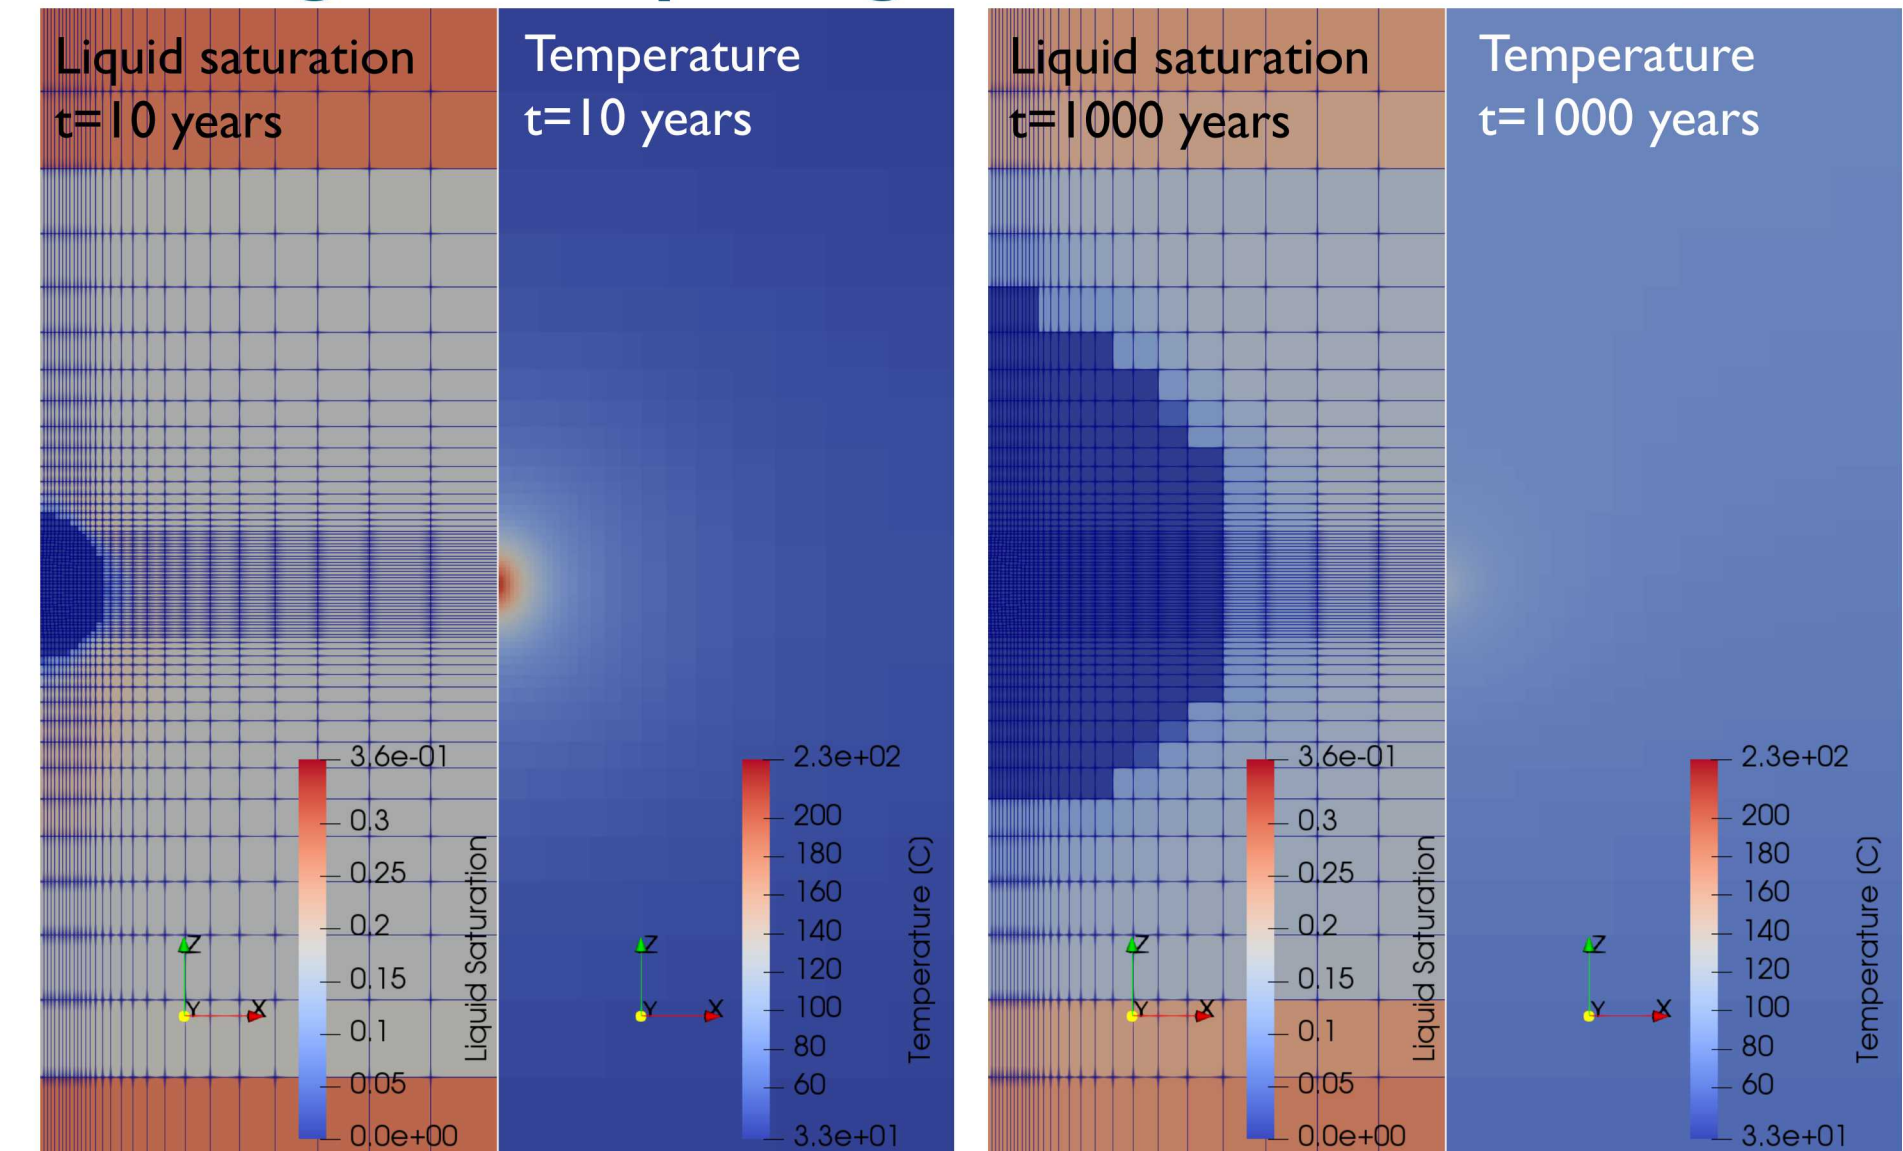 Liquid saturation
t=10 years
Temperature
t=10 years
3.6e-01
0.3
0.25
0.2
0.15
0.1
0.05
0.0e+00
Liquid Saturation
Z
Y
X
2.3e+02
200
180
160
140
120
100
80
60
3.3e+01
Temperature (C)
Z
Y
X
Liquid saturation
t=1000 years
Temperature
t=1000 years
3.6e-01
0.3
0.25
0.2
0.15
0.1
0.05
0.0e+00
Liquid Saturation
Z
Y
X
2.3e+02
200
180
160
140
120
100
80
60
3.3e+01
Temperature (C)
Z
Y
X